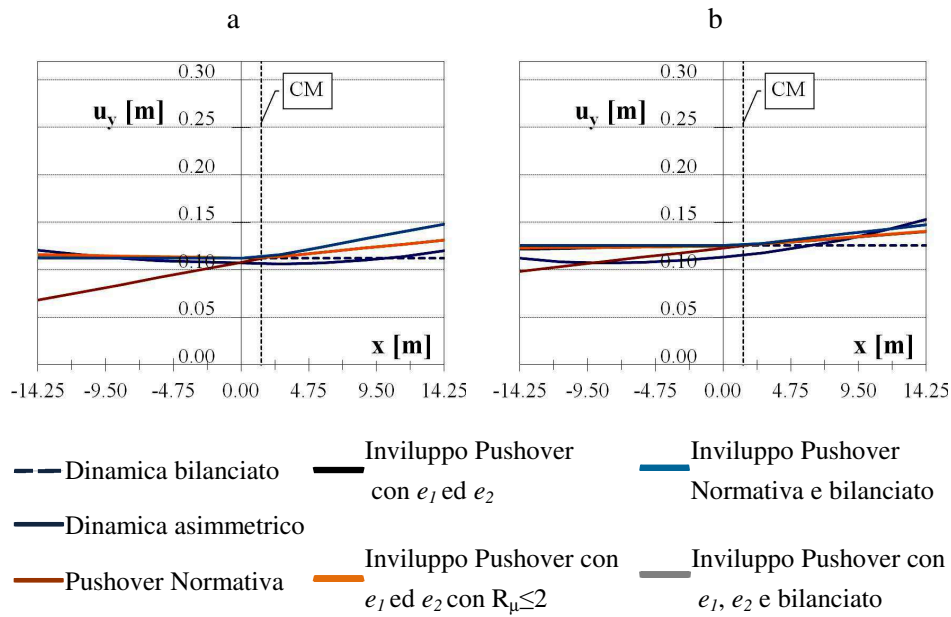 a
b
0.30
0.25
0.20
0.15
0.10
0.05
0.00
u_y [m]
CM
x [m]
-14.25 -9.50 -4.75 0.00 4.75 9.50 14.25
0.30
0.25
0.20
0.15
0.10
0.05
0.00
u_y [m]
CM
x [m]
-14.25 -9.50 -4.75 0.00 4.75 9.50 14.25
Dinamica bilanciato
Dinamica asimmetrico
Pushover Normativa
Inviluppo Pushover
con e1 ed e2
Inviluppo Pushover con
e1 ed e2 con Rμ≤2
Inviluppo Pushover
Normativa e bilanciato
Inviluppo Pushover con
e1, e2 e bilanciato